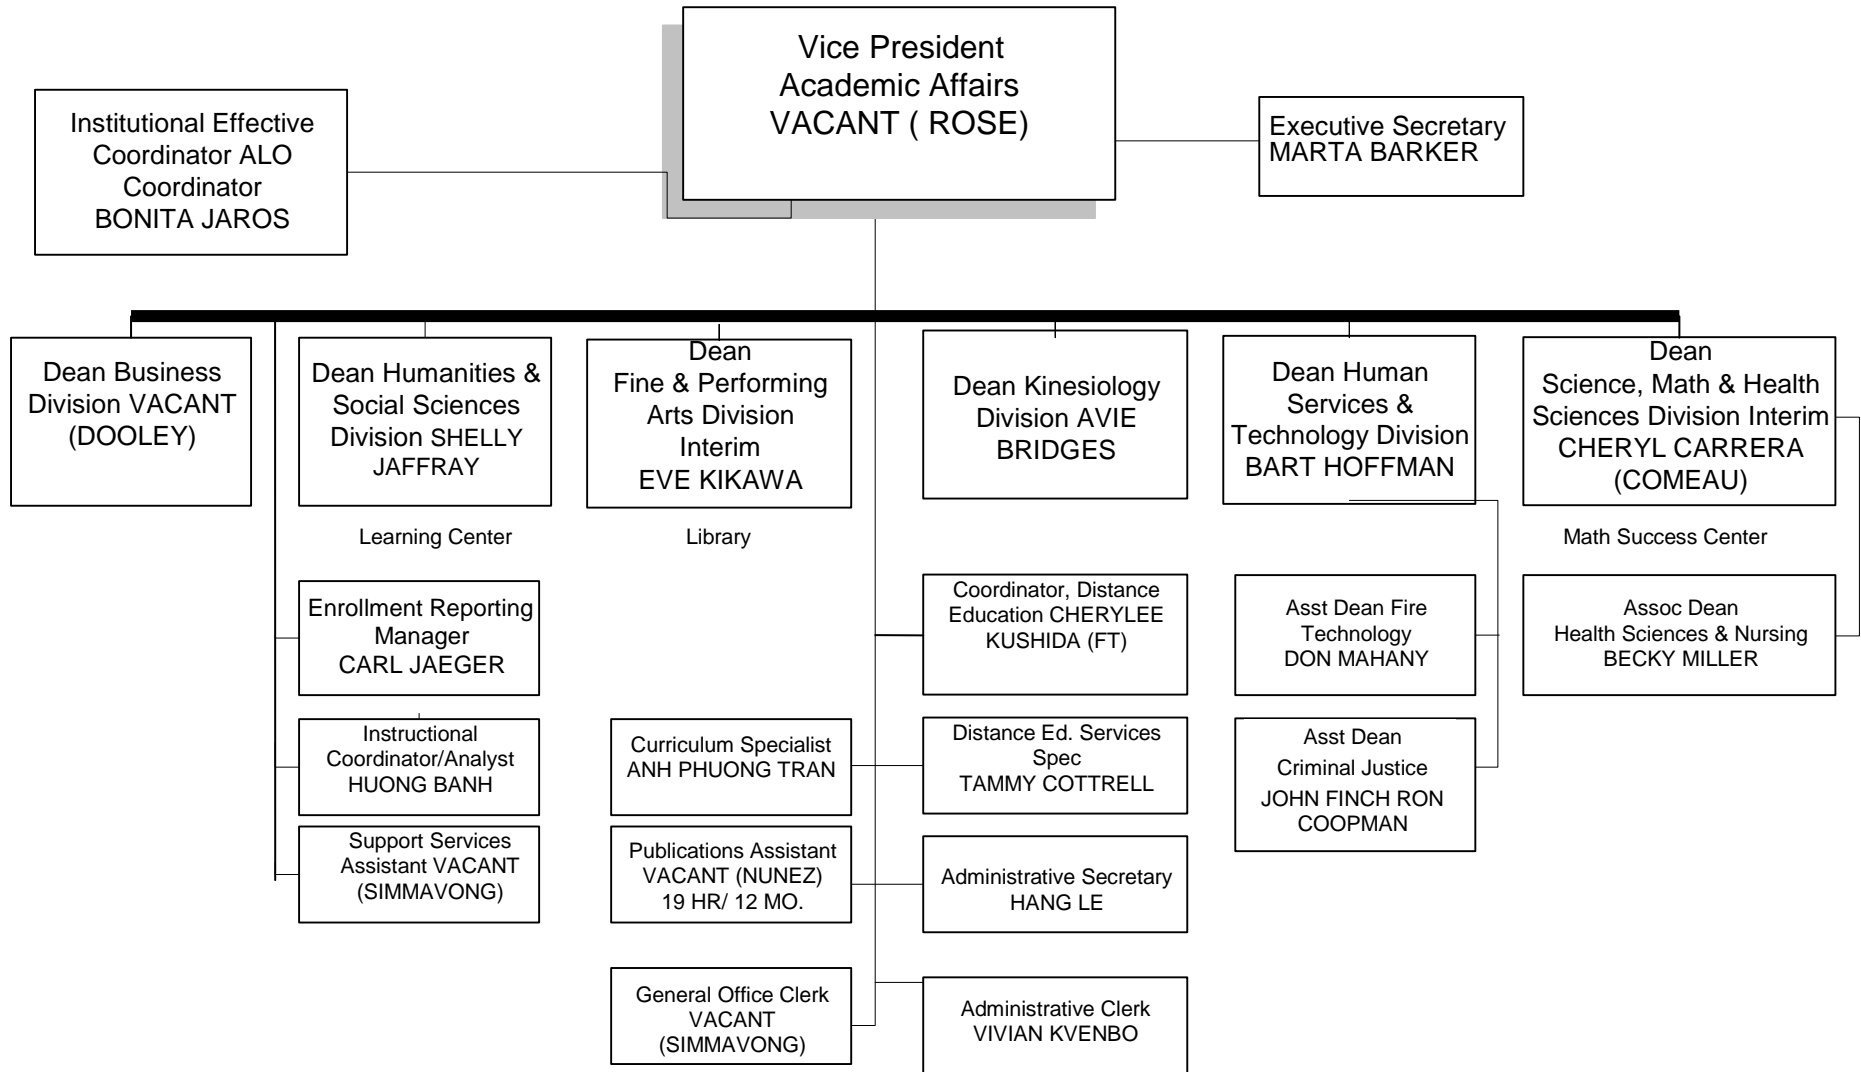 Vice President
Academic Affairs
VACANT ( ROSE)
Institutional Effective
Coordinator ALO
Coordinator
BONITA JAROS
Executive Secretary
MARTA BARKER
Dean Business
Division VACANT
(DOOLEY)
Dean Humanities &
Social Sciences
Division SHELLY
JAFFRAY
Dean
Fine & Performing
Arts Division
Interim
EVE KIKAWA
Dean Kinesiology
Division AVIE
BRIDGES
Dean Human
Services &
Technology Division
BART HOFFMAN
Dean
Science, Math & Health
Sciences Division Interim
CHERYL CARRERA
(COMEAU)
Learning Center
Library
Math Success Center
Enrollment Reporting
Manager
CARL JAEGER
Coordinator, Distance
Education CHERYLEE
KUSHIDA (FT)
Asst Dean Fire
Technology
DON MAHANY
Assoc Dean
Health Sciences & Nursing
BECKY MILLER
Instructional
Coordinator/Analyst
HUONG BANH
Curriculum Specialist
ANH PHUONG TRAN
Distance Ed. Services
Spec
TAMMY COTTRELL
Asst Dean
Criminal Justice
JOHN FINCH RON
COOPMAN
Support Services
Assistant VACANT
(SIMMAVONG)
Publications Assistant
VACANT (NUNEZ)
19 HR/ 12 MO.
Administrative Secretary
HANG LE
General Office Clerk
VACANT
(SIMMAVONG)
Administrative Clerk
VIVIAN KVENBO